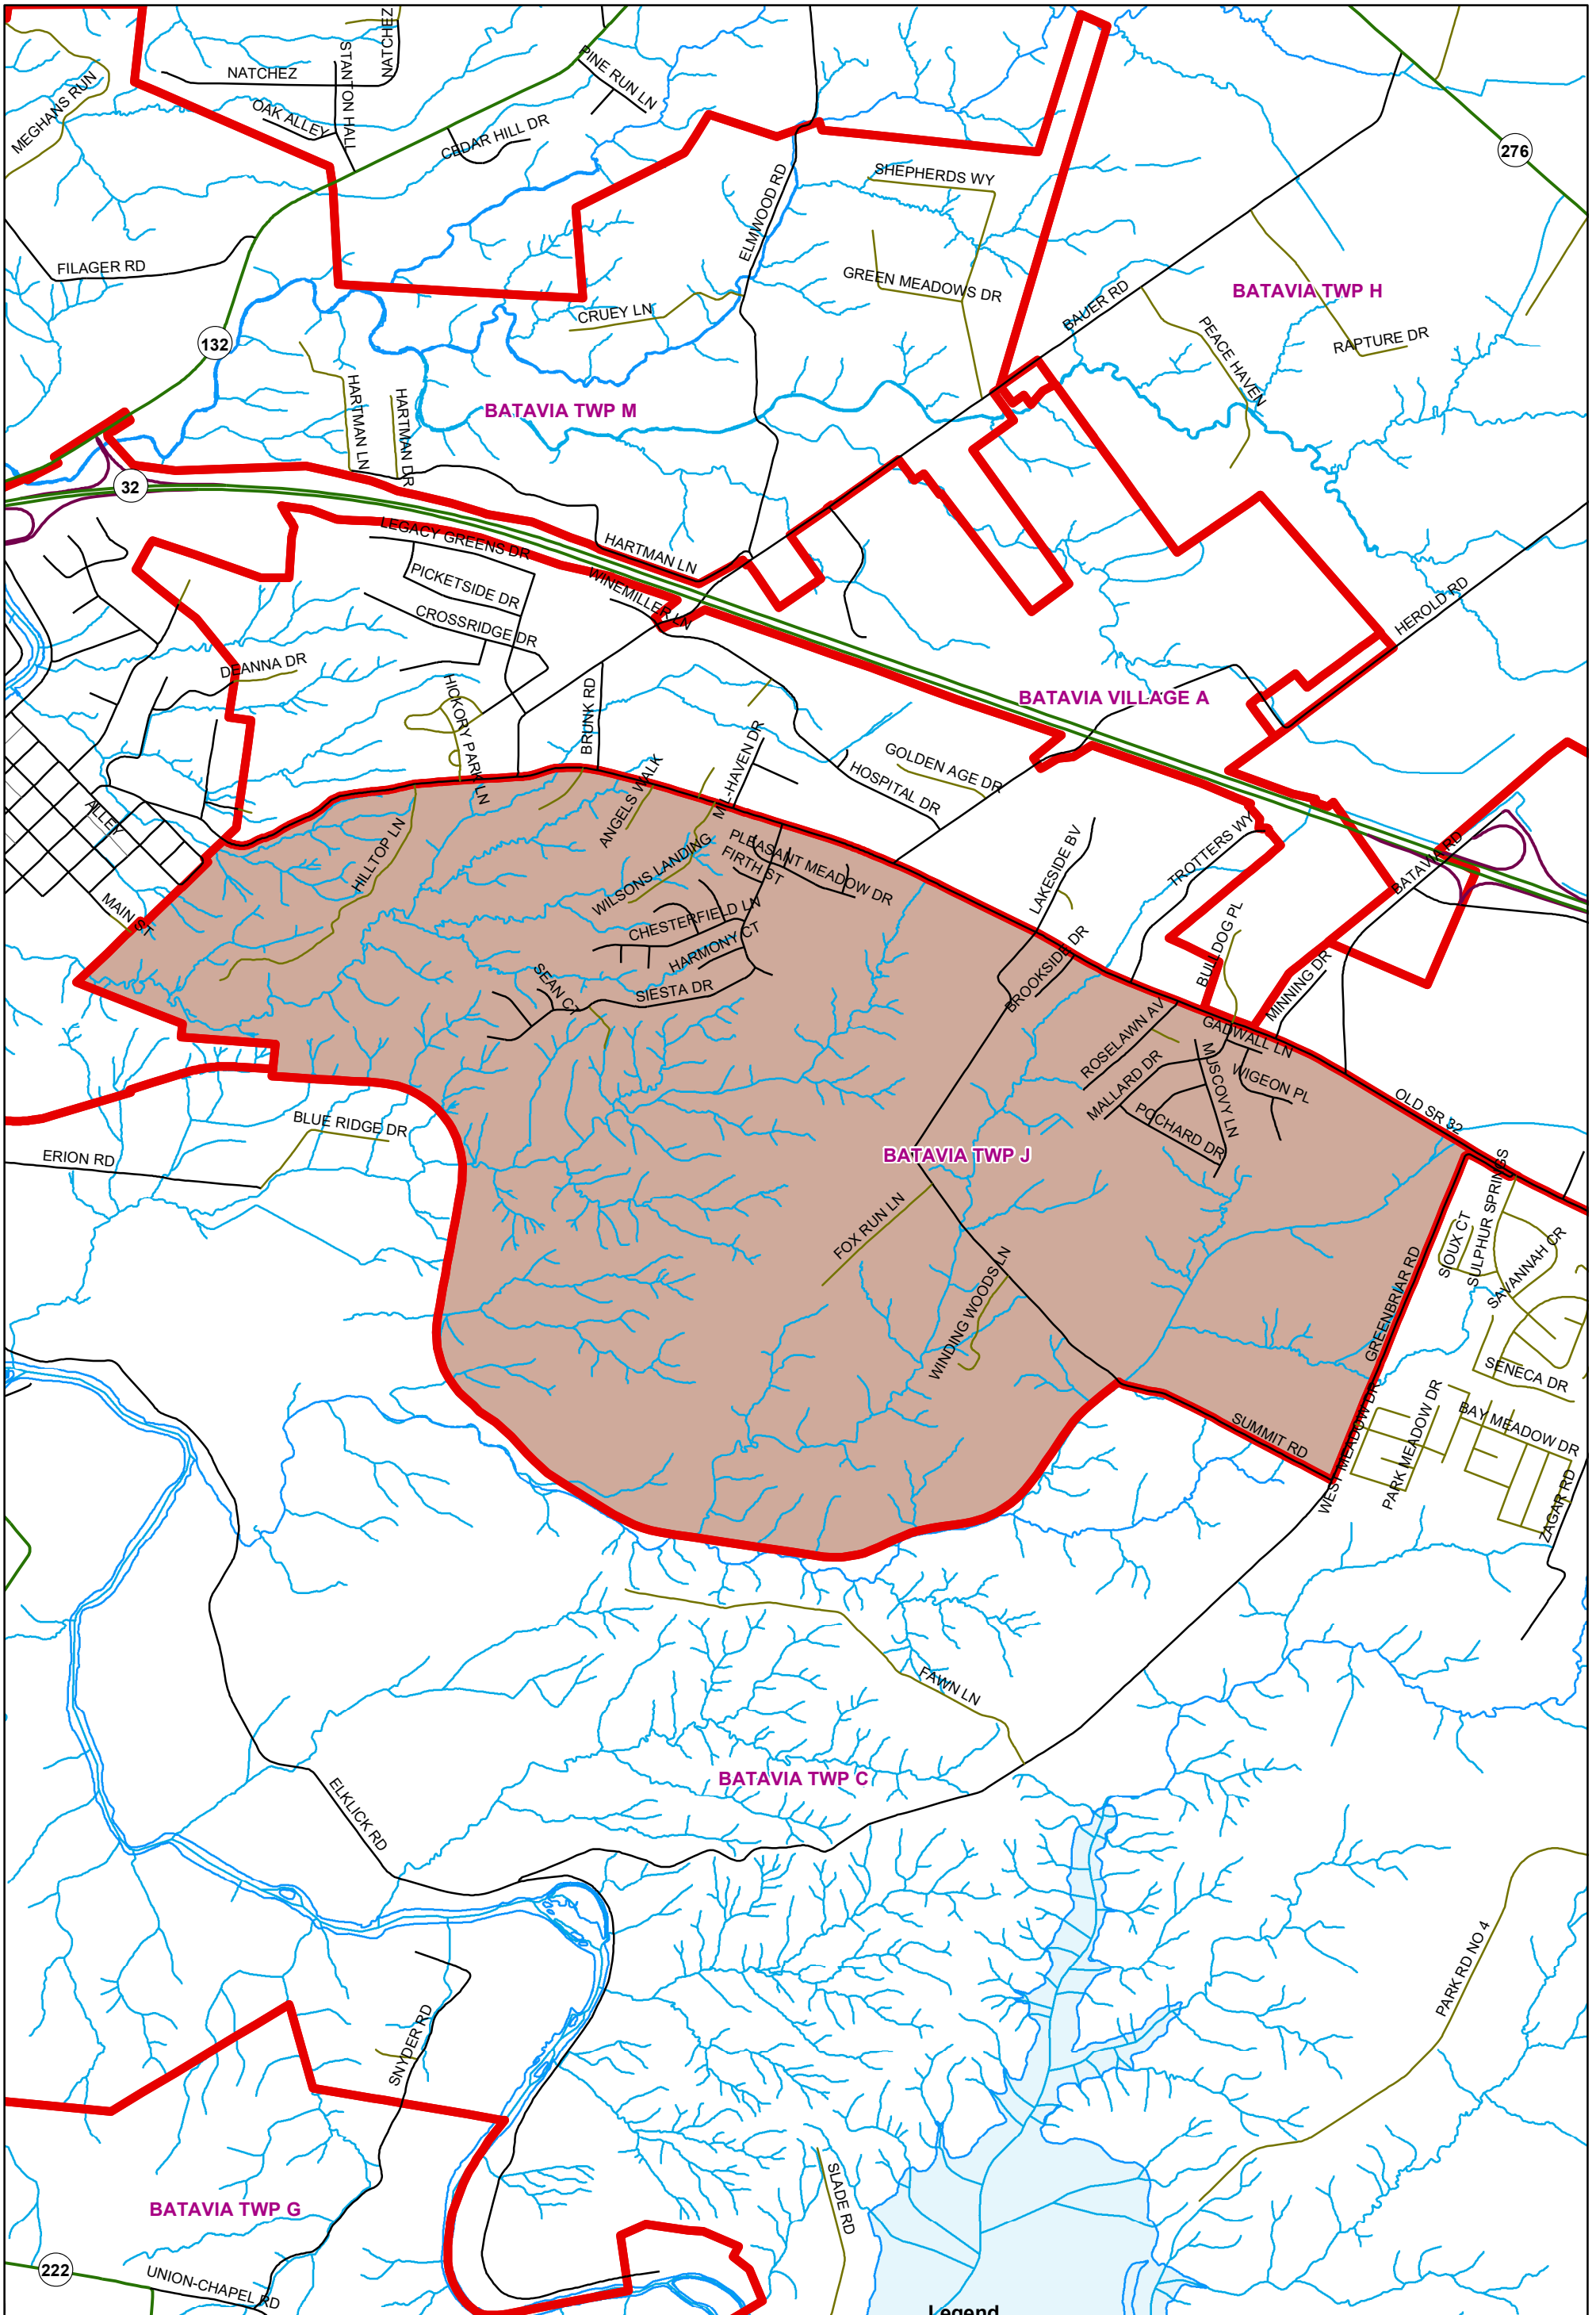 NATCHEZ
NATCHEZ
STANTON HALL
PINE RUN LN
MEGHANS RUN
OAK ALLEY
CEDAR HILL DR
276
SHEPHERDS WY
ELMWOOD RD
FILAGER RD
GREEN MEADOWS DR
BATAVIA TWP H
BAUER RD
CRUEY LN
132
PEACE HAVEN
RAPTURE DR
HARTMAN LN
HARTMAN DR
BATAVIA TWP M
32
LEGACY GREENS DR
HARTMAN LN
PICKETSIDE DR
WINEMILLER LN
CROSSRIDGE DR
HEROLD RD
DEANNA DR
HICKORY PARK LN
BRUNK RD
BATAVIA VILLAGE A
MIL-HAVEN DR
GOLDEN AGE DR
HOSPITAL DR
ANGELS WALK
ALLEY
HILLTOP LN
PLEASANT MEADOW DR
FIRTH ST
WILSONS LANDING
LAKESIDE BV
TROTTERS WY
BATAVIA RD
MAIN ST
CHESTERFIELD LN
HARMONY CT
BULLDOG PL
BROOKSIDE DR
MINNING DR
SEAN CT
SIESTA DR
ROSELAWN AV
GADWALL LN
MALLARD DR
MUSCOVY LN
WIGEON PL
POCHARD DR
OLD SR 32
BLUE RIDGE DR
ERION RD
BATAVIA TWP J
FOX RUN LN
SIOUX CT
SULPHUR SPRINGS
SAVANNAH CR
GREENBRIAR RD
WINDING WOODS LN
SENECA DR
SUMMIT RD
WEST MEADOW DR
PARK MEADOW DR
BAY MEADOW DR
ZAGAR RD
FAWN LN
BATAVIA TWP C
ELKLICK RD
PARK RD NO 4
SNYDER RD
SLADE RD
BATAVIA TWP G
222
UNION-CHAPEL RD
Legend